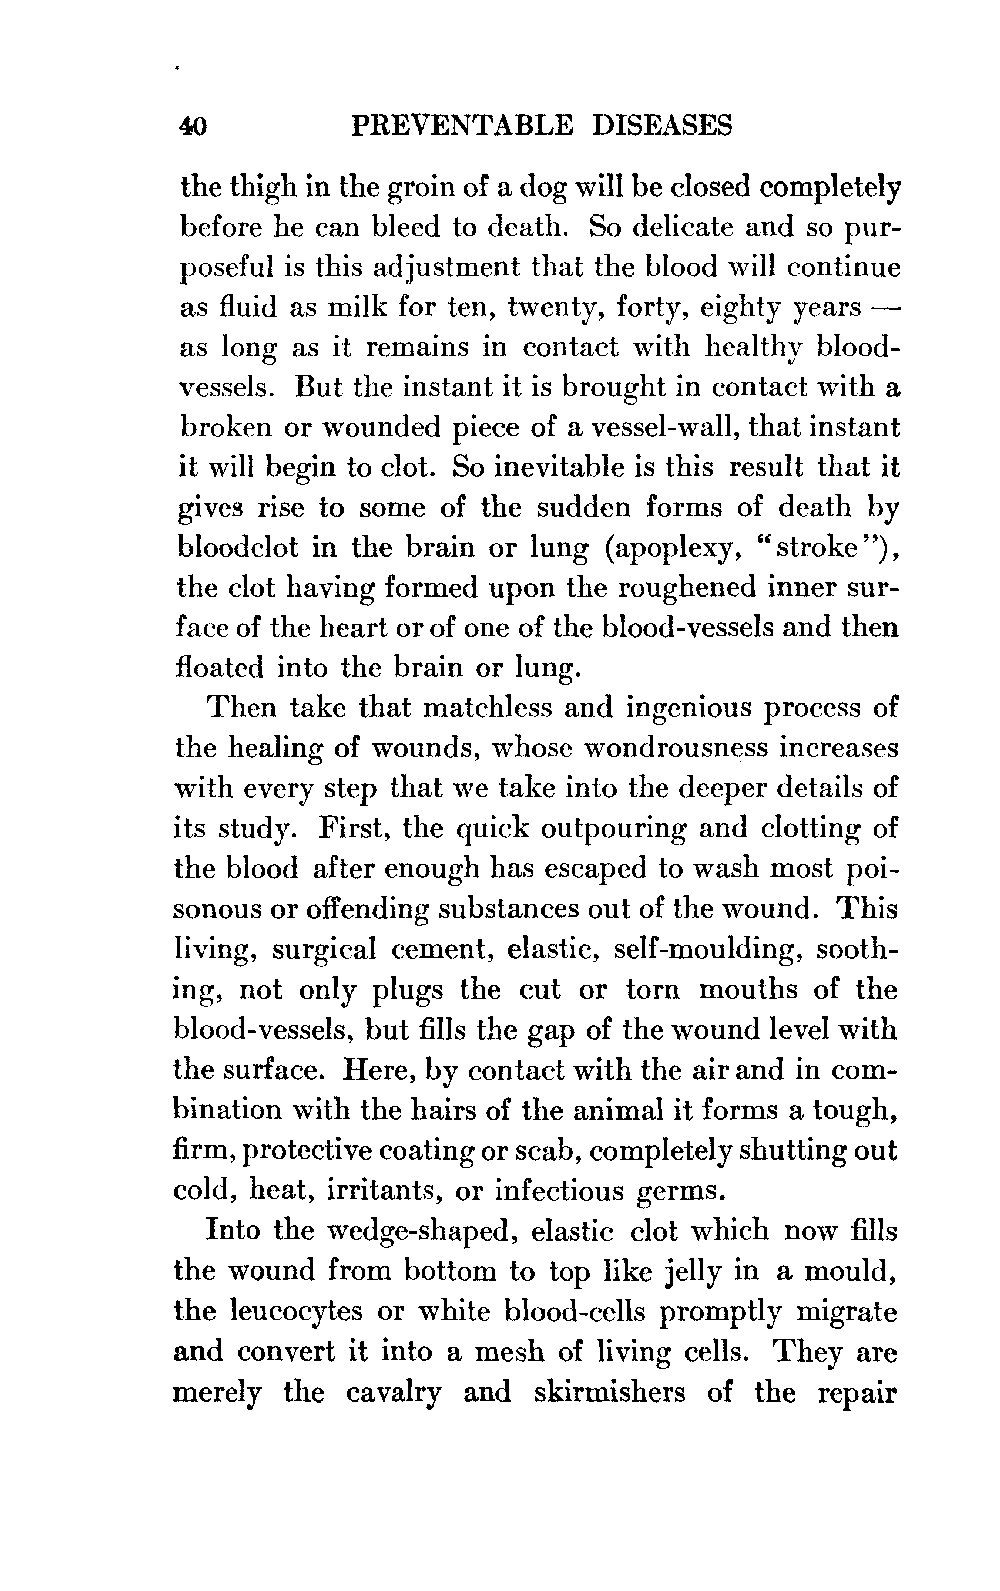 40 PREVENTABLE DISEASES
the thigh in the groin of a dog will be closed completely
before he can bleed to death. So delicate and so pur-
poseful is this adjustment that the blood will continue
as fluid as milk for ten, twenty, forty, eighty years —
as long as it remains in contact with healthy blood-
vessels. But the instant it is brought in contact with a
broken or wounded piece of a vessel-wall, that instant
it will begin to clot. So inevitable is this result that it
gives rise to some of the sudden forms of death by
bloodclot in the brain or lung (apoplexy, "stroke"),
the clot having formed upon the roughened inner sur-
face of the heart or of one of the blood-vessels and then
floated into the brain or lung.
Then take that matchless and ingenious process of
the healing of wounds, whose wondrousness increases
with every step that we take into the deeper details of
its study. First, the quick outpouring and clotting of
the blood after enough has escaped to wash most poi-
sonous or offending substances out of the wound. This
living, surgical cement, elastic, self-moulding, sooth-
ing, not only plugs the cut or torn mouths of the
blood-vessels, but fills the gap of the wound level with
the surface. Here, by contact with the air and in com-
bination with the hairs of the animal it forms a tough,
firm, protective coating or scab, completely shutting out
cold, heat, irritants, or infectious germs.
Into the wedge-shaped, elastic clot which now fills
the wound from bottom to top like jelly in a mould,
the leucocytes or white blood-cells promptly migrate
and convert it into a mesh of living cells. They are
merely the cavalry and skirmishers of the repair